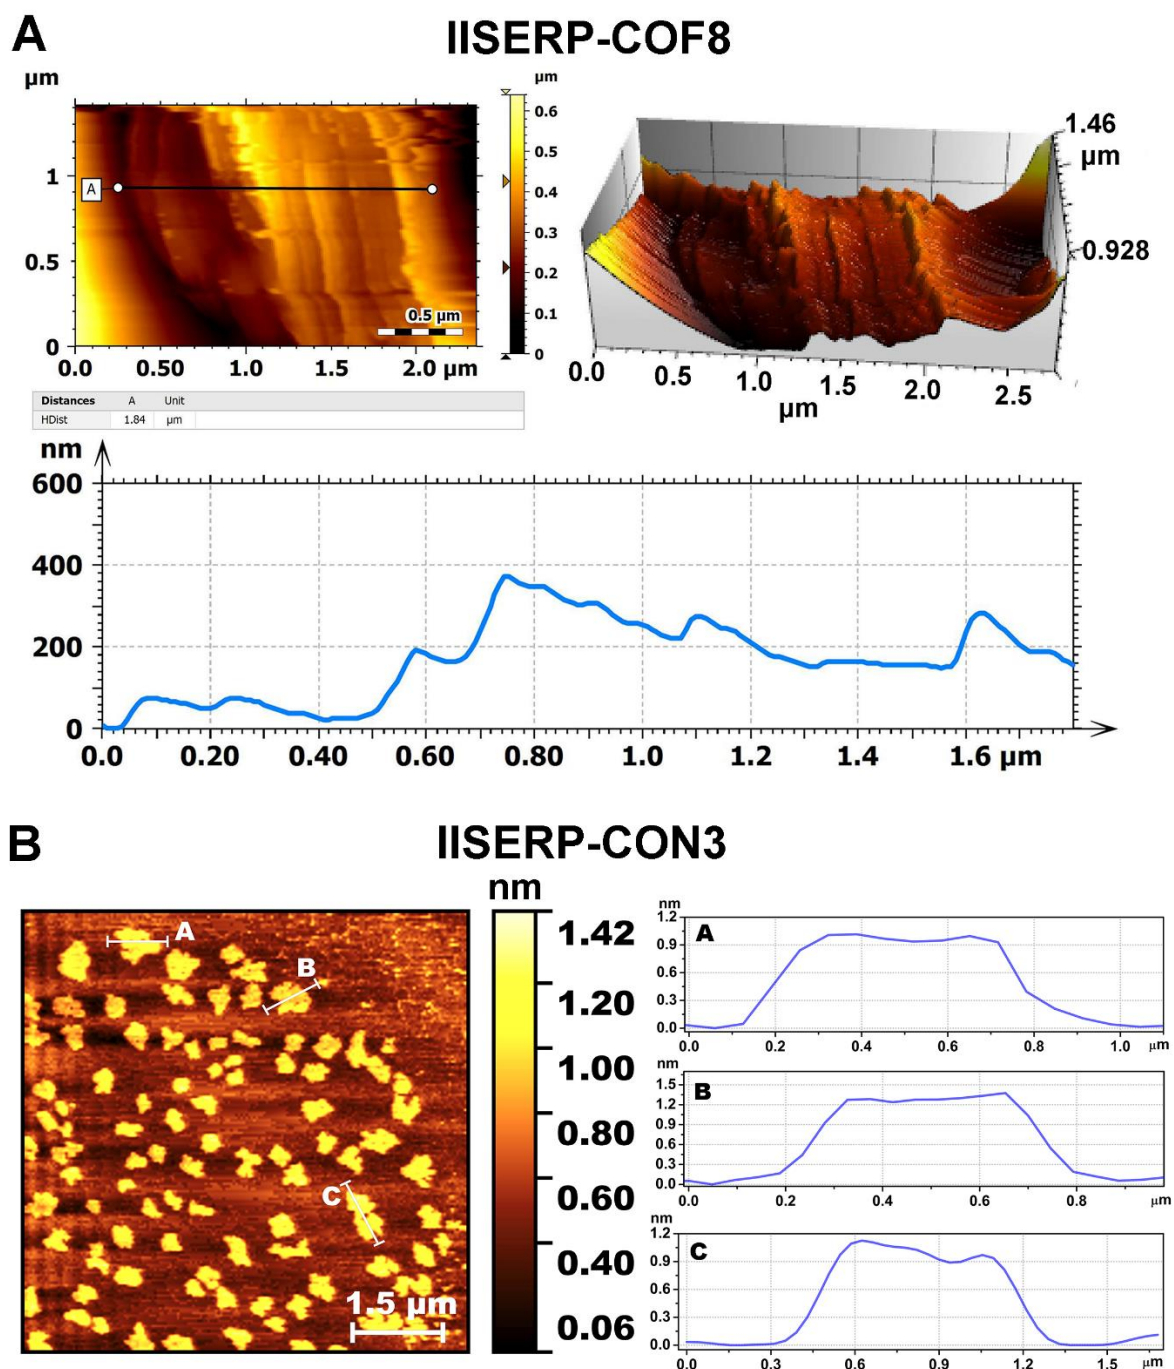 A
IISERP-COF8
µm
1
0.5
0
0.0 0.50 1.0 1.5 2.0 µm
A
0.5 µm
µm
0.6
0.5
0.4
0.3
0.2
0.1
0
1.46
µm
0.928
0.0
0.5
1.0
1.5
2.0
2.5
µm
Distances A Unit
HDist 1.84 µm
nm
600
400
200
0
0.0 0.20 0.40 0.60 0.80 1.0 1.2 1.4 1.6 µm
B
IISERP-CON3
A
B
C
1.5 µm
nm
1.42
1.20
1.00
0.80
0.60
0.40
0.06
nm
A
1.2
0.9
0.6
0.3
0.0
0.0 0.2 0.4 0.6 0.8 1.0 µm
nm
B
1.5
1.2
0.9
0.6
0.3
0.0
0.0 0.2 0.4 0.6 0.8 µm
nm
C
1.2
0.9
0.6
0.3
0.0
0.0 0.3 0.6 0.9 1.2 1.5 µm